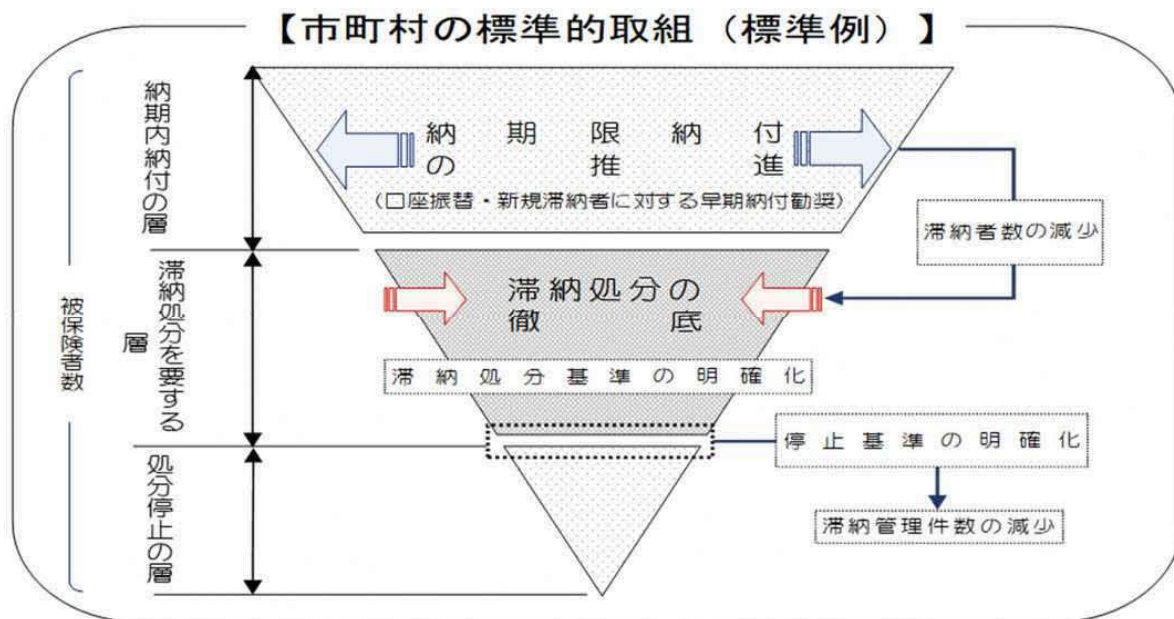 【市町村の標準的取組（標準例）】
納期内納付の層
納期限納付
の推進
（口座振替・新規滞納者に対する早期納付勧奨）
滞納者数の減少
被保険者数
滞納処分を要する
層
滞納処分の
徹底
滞納処分基準の明確化
停止基準の明確化
処分停止の層
滞納管理件数の減少